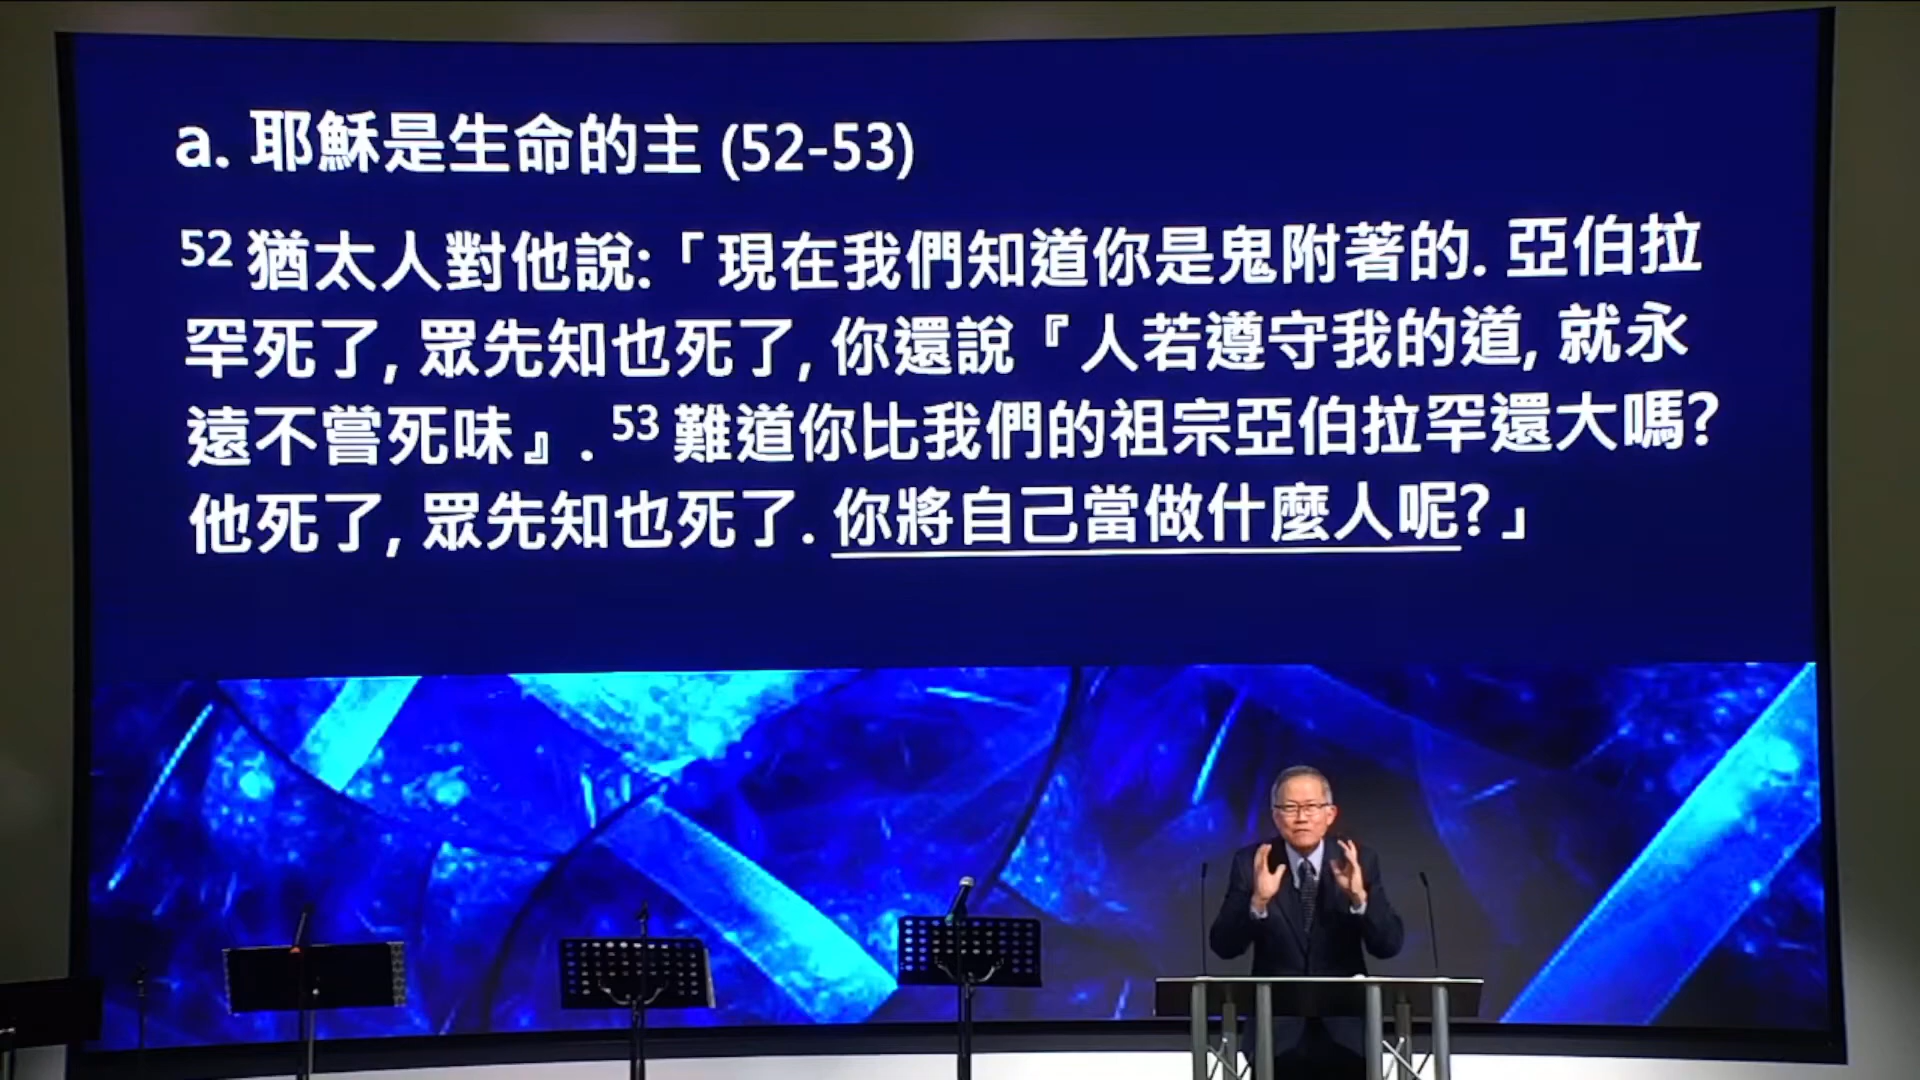 a. 耶穌是生命的主 (52-53)
52 猶太人對他說:「現在我們知道你是鬼附著的. 亞伯拉
罕死了, 眾先知也死了, 你還說『人若遵守我的道, 就永
遠不嘗死味』. 53 難道你比我們的祖宗亞伯拉罕還大嗎?
他死了, 眾先知也死了. 你將自己當做什麼人呢?」